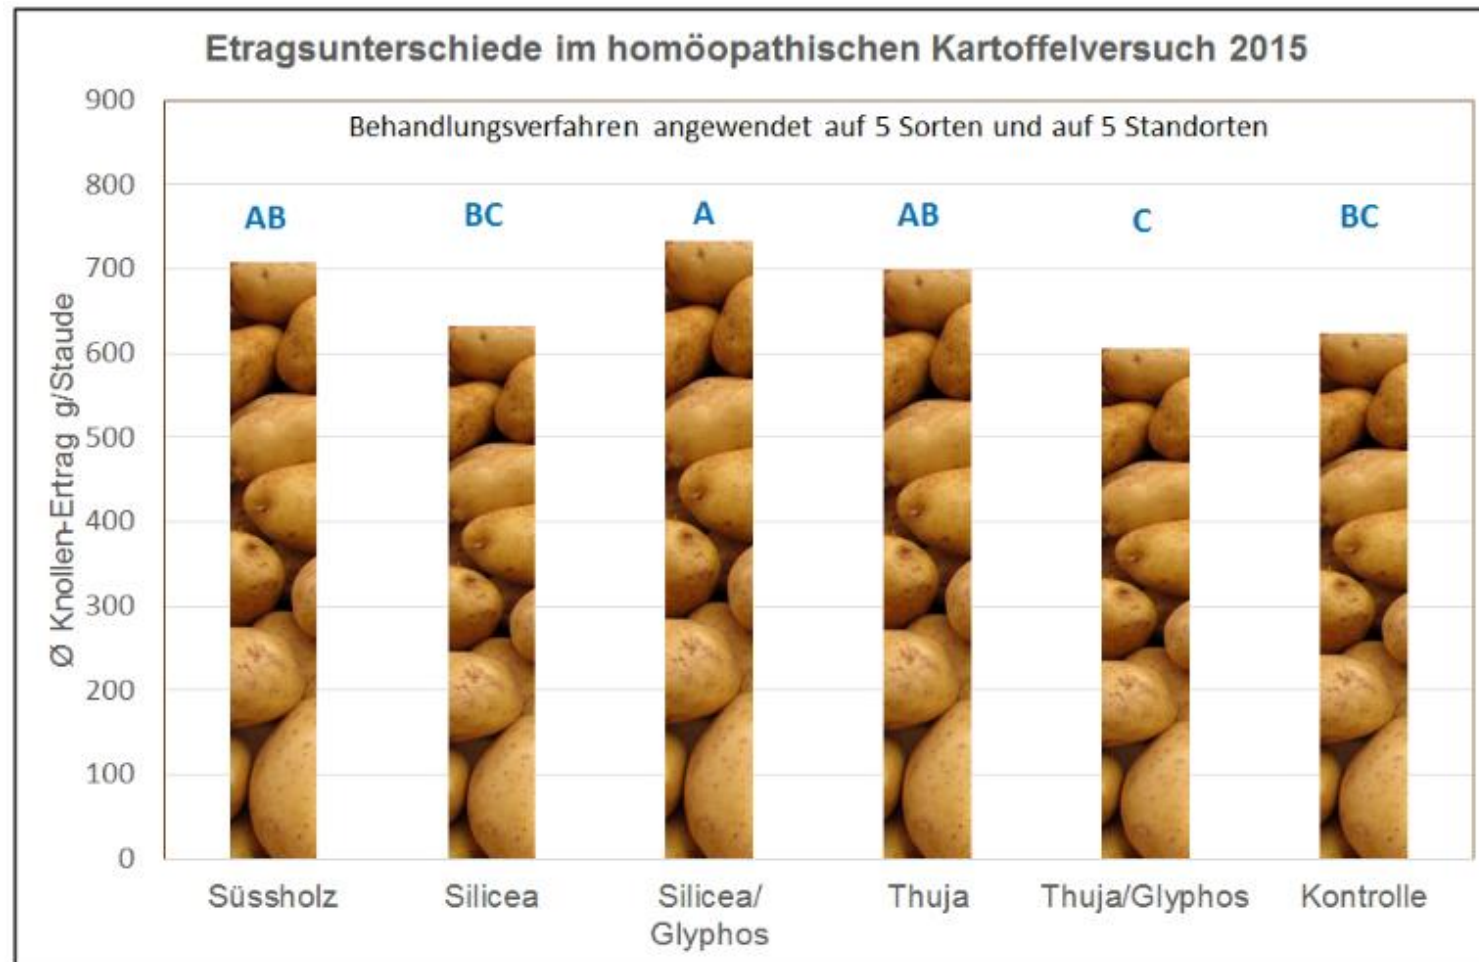 Etragsunterschiede im homöopathischen Kartoffelversuch 2015
Behandlungsverfahren angewendet auf 5 Sorten und auf 5 Standorten
Ø Knollen-Ertrag g/Staude
900
800
700
600
500
400
300
200
100
0
AB
BC
A
AB
C
BC
Süssholz
Silicea
Silicea/
Glyphos
Thuja
Thuja/Glyphos
Kontrolle